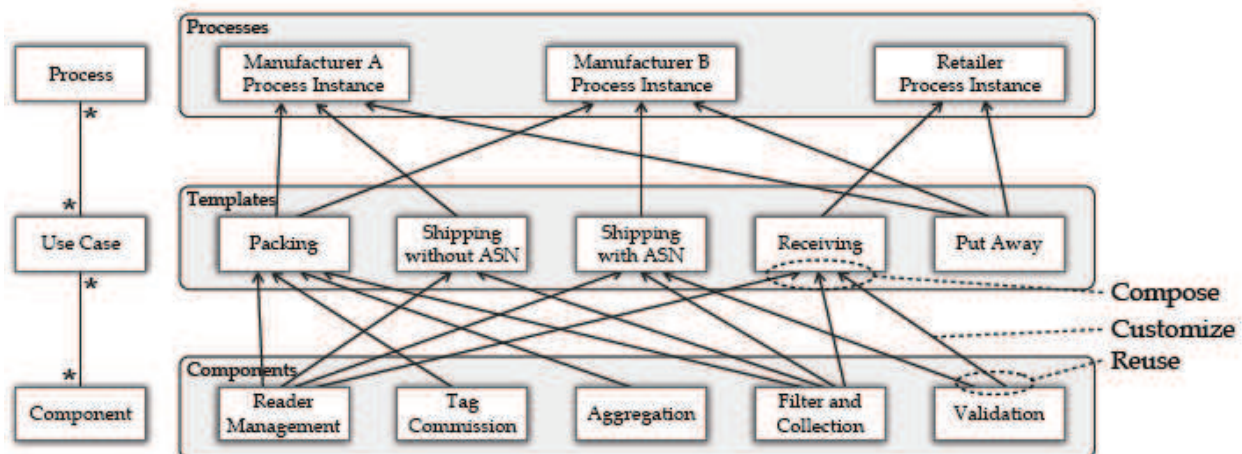 Processes
Process
Manufacturer A
Process Instance
Manufacturer B
Process Instance
Retailer
Process Instance
*
*
Templates
Use Case
Packing
Shipping
without ASN
Shipping
with ASN
Receiving
Put Away
*
Compose
Customize
Reuse
*
Components
Component
Reader
Management
Tag
Commission
Aggregation
Filter and
Collection
Validation